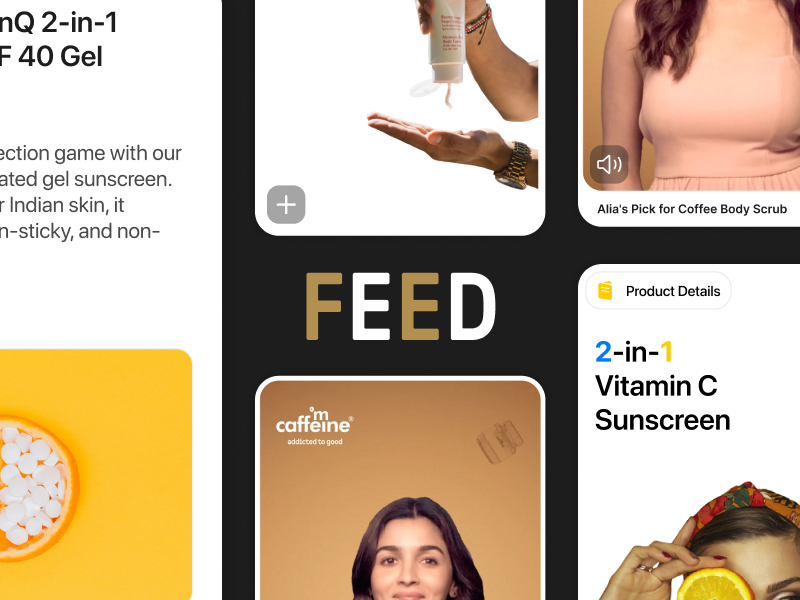 nQ 2-in-1
F 40 Gel
ection game with our
ated gel sunscreen.
r Indian skin, it
n-sticky, and non-
FEED
m'caffeine®
addicted to good
Alia's Pick for Coffee Body Scrub
Product Details
2-in-1
Vitamin C
Sunscreen